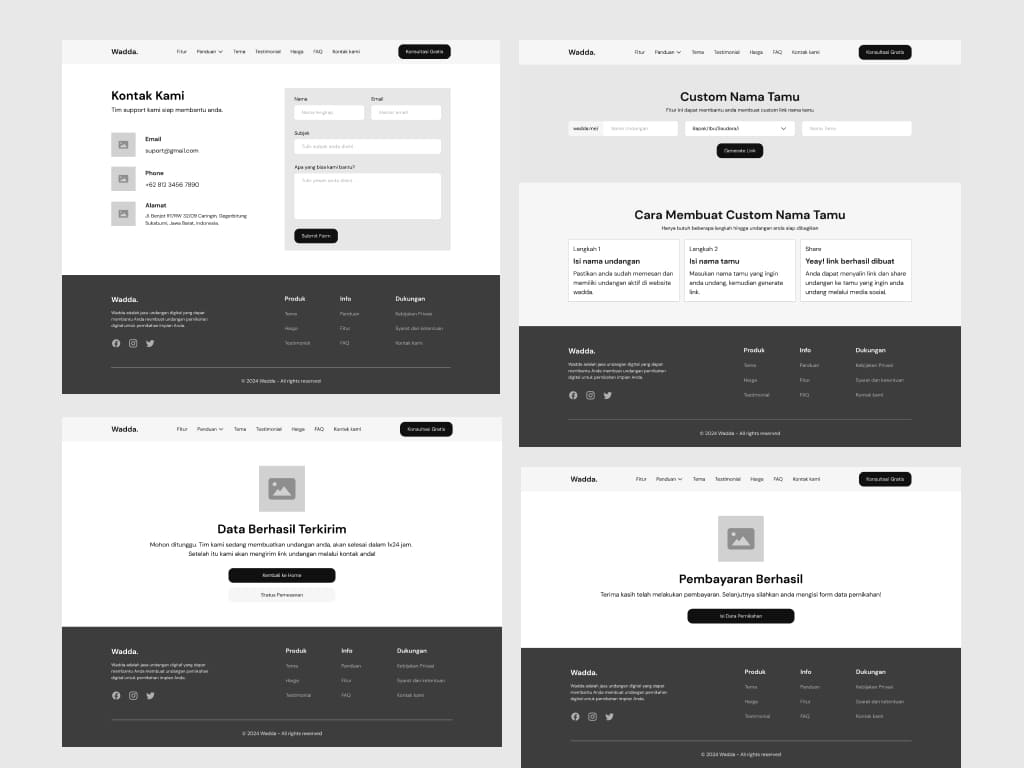 Wadda.
Fitur Panduan Tema Testimonial Harga FAQ Kontak kami
Konsultasi Gratis
Kontak Kami
Tim support kami siap membantu anda.
Email
suport@gmail.com
Phone
+62 812 3456 7890
Alamat
Jl Benjot RT/RW 32/09 Caringin, Gegerbitung
Sukabumi, Jawa Barat, Indonesia.
Nama
Nama lengkap
Email
Alamat email
Subjek
Tulis subjek anda disini
Apa yang bisa kami bantu?
Tulis pesan anda disini
Submit Form
Wadda.
Wadda adalah jasa undangan digital yang dapat
membantu Anda membuat undangan pernikahan
digital untuk pernikahan impian Anda.
Produk
Tema
Harga
Testimonial
Info
Panduan
Fitur
FAQ
Dukungan
Kebijakan Privasi
Syarat dan ketentuan
Kontak kami
© 2024 Wadda - All rights reserved
Wadda.
Fitur Panduan Tema Testimonial Harga FAQ Kontak kami
Konsultasi Gratis
Custom Nama Tamu
Fitur ini dapat membantu anda membuat custom link nama kamu
wadda.me/
Nama Undangan
Bapak/Ibu/Saudara/i
Nama Tamu
Generate Link
Cara Membuat Custom Nama Tamu
Hanya butuh beberapa langkah hingga undangan anda siap dibagikan
Langkah 1
Isi nama undangan
Pastikan anda sudah memesan dan
memiliki undangan aktif di website
wadda.
Langkah 2
Isi nama tamu
Masukan nama tamu yang ingin
anda undang, kemudian generate
link.
Share
Yeay! link berhasil dibuat
Anda dapat menyalin link dan share
undangan ke tamu yang ingin anda
undang melalui media sosial.
Wadda.
Wadda adalah jasa undangan digital yang dapat
membantu Anda membuat undangan pernikahan
digital untuk pernikahan impian Anda.
Produk
Tema
Harga
Testimonial
Info
Panduan
Fitur
FAQ
Dukungan
Kebijakan Privasi
Syarat dan ketentuan
Kontak kami
© 2024 Wadda - All rights reserved
Wadda.
Fitur Panduan Tema Testimonial Harga FAQ Kontak kami
Konsultasi Gratis
Data Berhasil Terkirim
Mohon ditunggu. Tim kami sedang membuatkan undangan anda, akan selesai dalam 1x24 jam.
Setelah itu kami akan mengirim link undangan melalui kontak anda!
Kembali ke Home
Status Pemesanan
Wadda.
Wadda adalah jasa undangan digital yang dapat
membantu Anda membuat undangan pernikahan
digital untuk pernikahan impian Anda.
Produk
Tema
Harga
Testimonial
Info
Panduan
Fitur
FAQ
Dukungan
Kebijakan Privasi
Syarat dan ketentuan
Kontak kami
© 2024 Wadda - All rights reserved
Wadda.
Fitur Panduan Tema Testimonial Harga FAQ Kontak kami
Konsultasi Gratis
Pembayaran Berhasil
Terima kasih telah melakukan pembayaran. Selanjutnya silahkan anda mengisi form data pernikahan!
Isi Data Pernikahan
Wadda.
Wadda adalah jasa undangan digital yang dapat
membantu Anda membuat undangan pernikahan
digital untuk pernikahan impian Anda.
Produk
Tema
Harga
Testimonial
Info
Panduan
Fitur
FAQ
Dukungan
Kebijakan Privasi
Syarat dan ketentuan
Kontak kami
© 2024 Wadda - All rights reserved